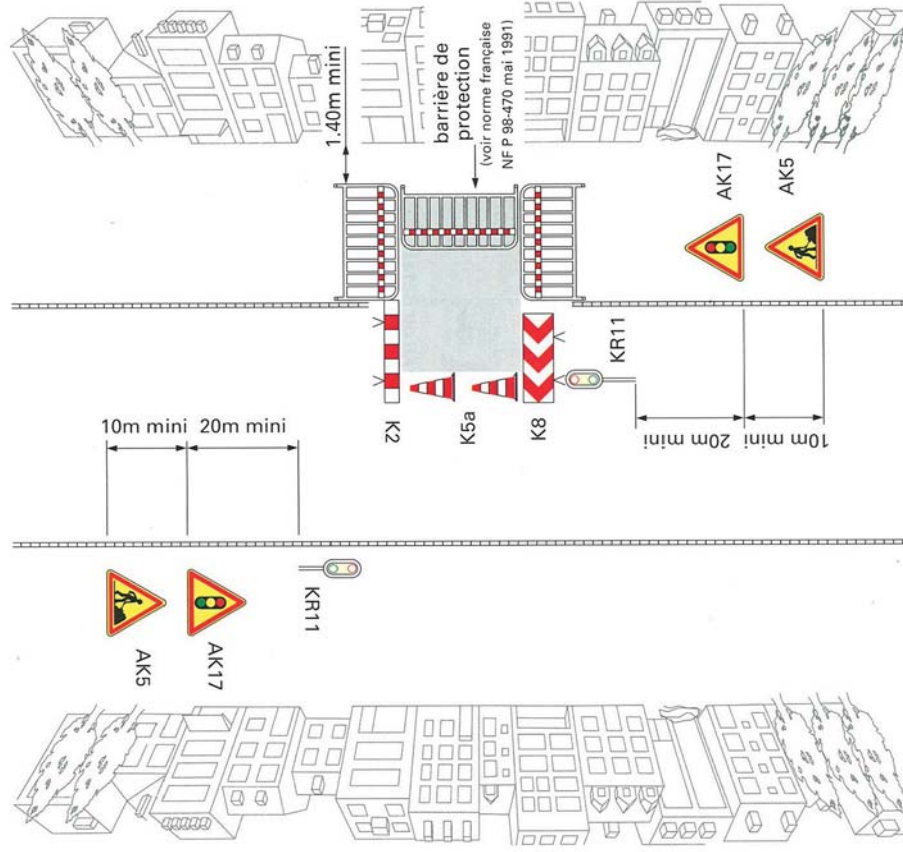 1.40m mini
barrière de
protection
(voir norme française
NF P 98-470 mai 1991)
AK17
AK5
KR11
K2
K5a
K8
20m mini
10m mini
10m mini
20m mini
KR11
AK5
AK17